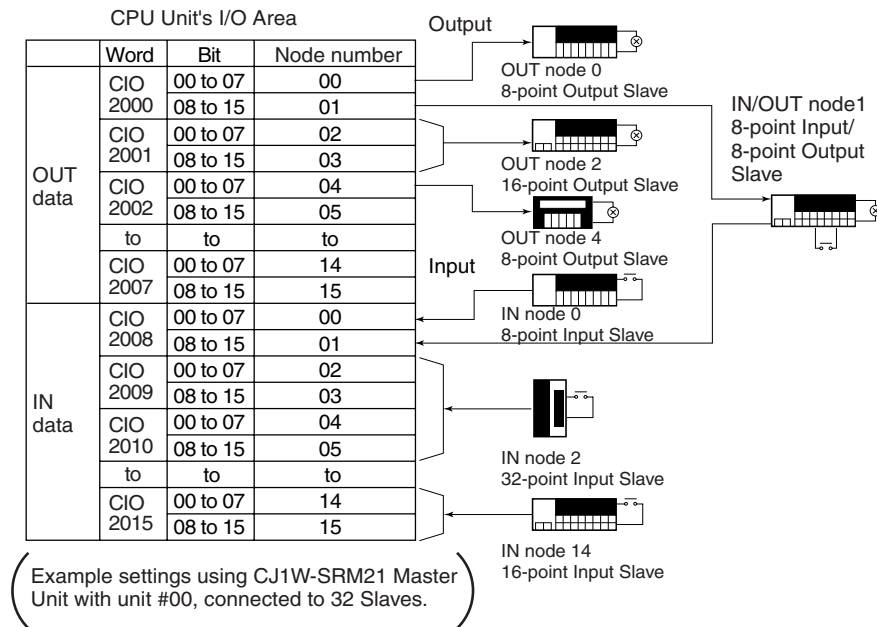 CPU Unit's I/O Area
Word Bit Node number
OUT data
CIO 2000 00 to 07 00
08 to 15 01
CIO 2001 00 to 07 02
08 to 15 03
CIO 2002 00 to 07 04
08 to 15 05
to to to
CIO 2007 00 to 07 14
08 to 15 15
IN data
CIO 2008 00 to 07 00
08 to 15 01
CIO 2009 00 to 07 02
08 to 15 03
CIO 2010 00 to 07 04
08 to 15 05
to to to
CIO 2015 00 to 07 14
08 to 15 15
Output
OUT node 0
8-point Output Slave
OUT node 2
16-point Output Slave
OUT node 4
8-point Output Slave
Input
IN node 0
8-point Input Slave
IN node 2
32-point Input Slave
IN node 14
16-point Input Slave
IN/OUT node1
8-point Input/
8-point Output
Slave
Example settings using CJ1W-SRM21 Master
Unit with unit #00, connected to 32 Slaves.